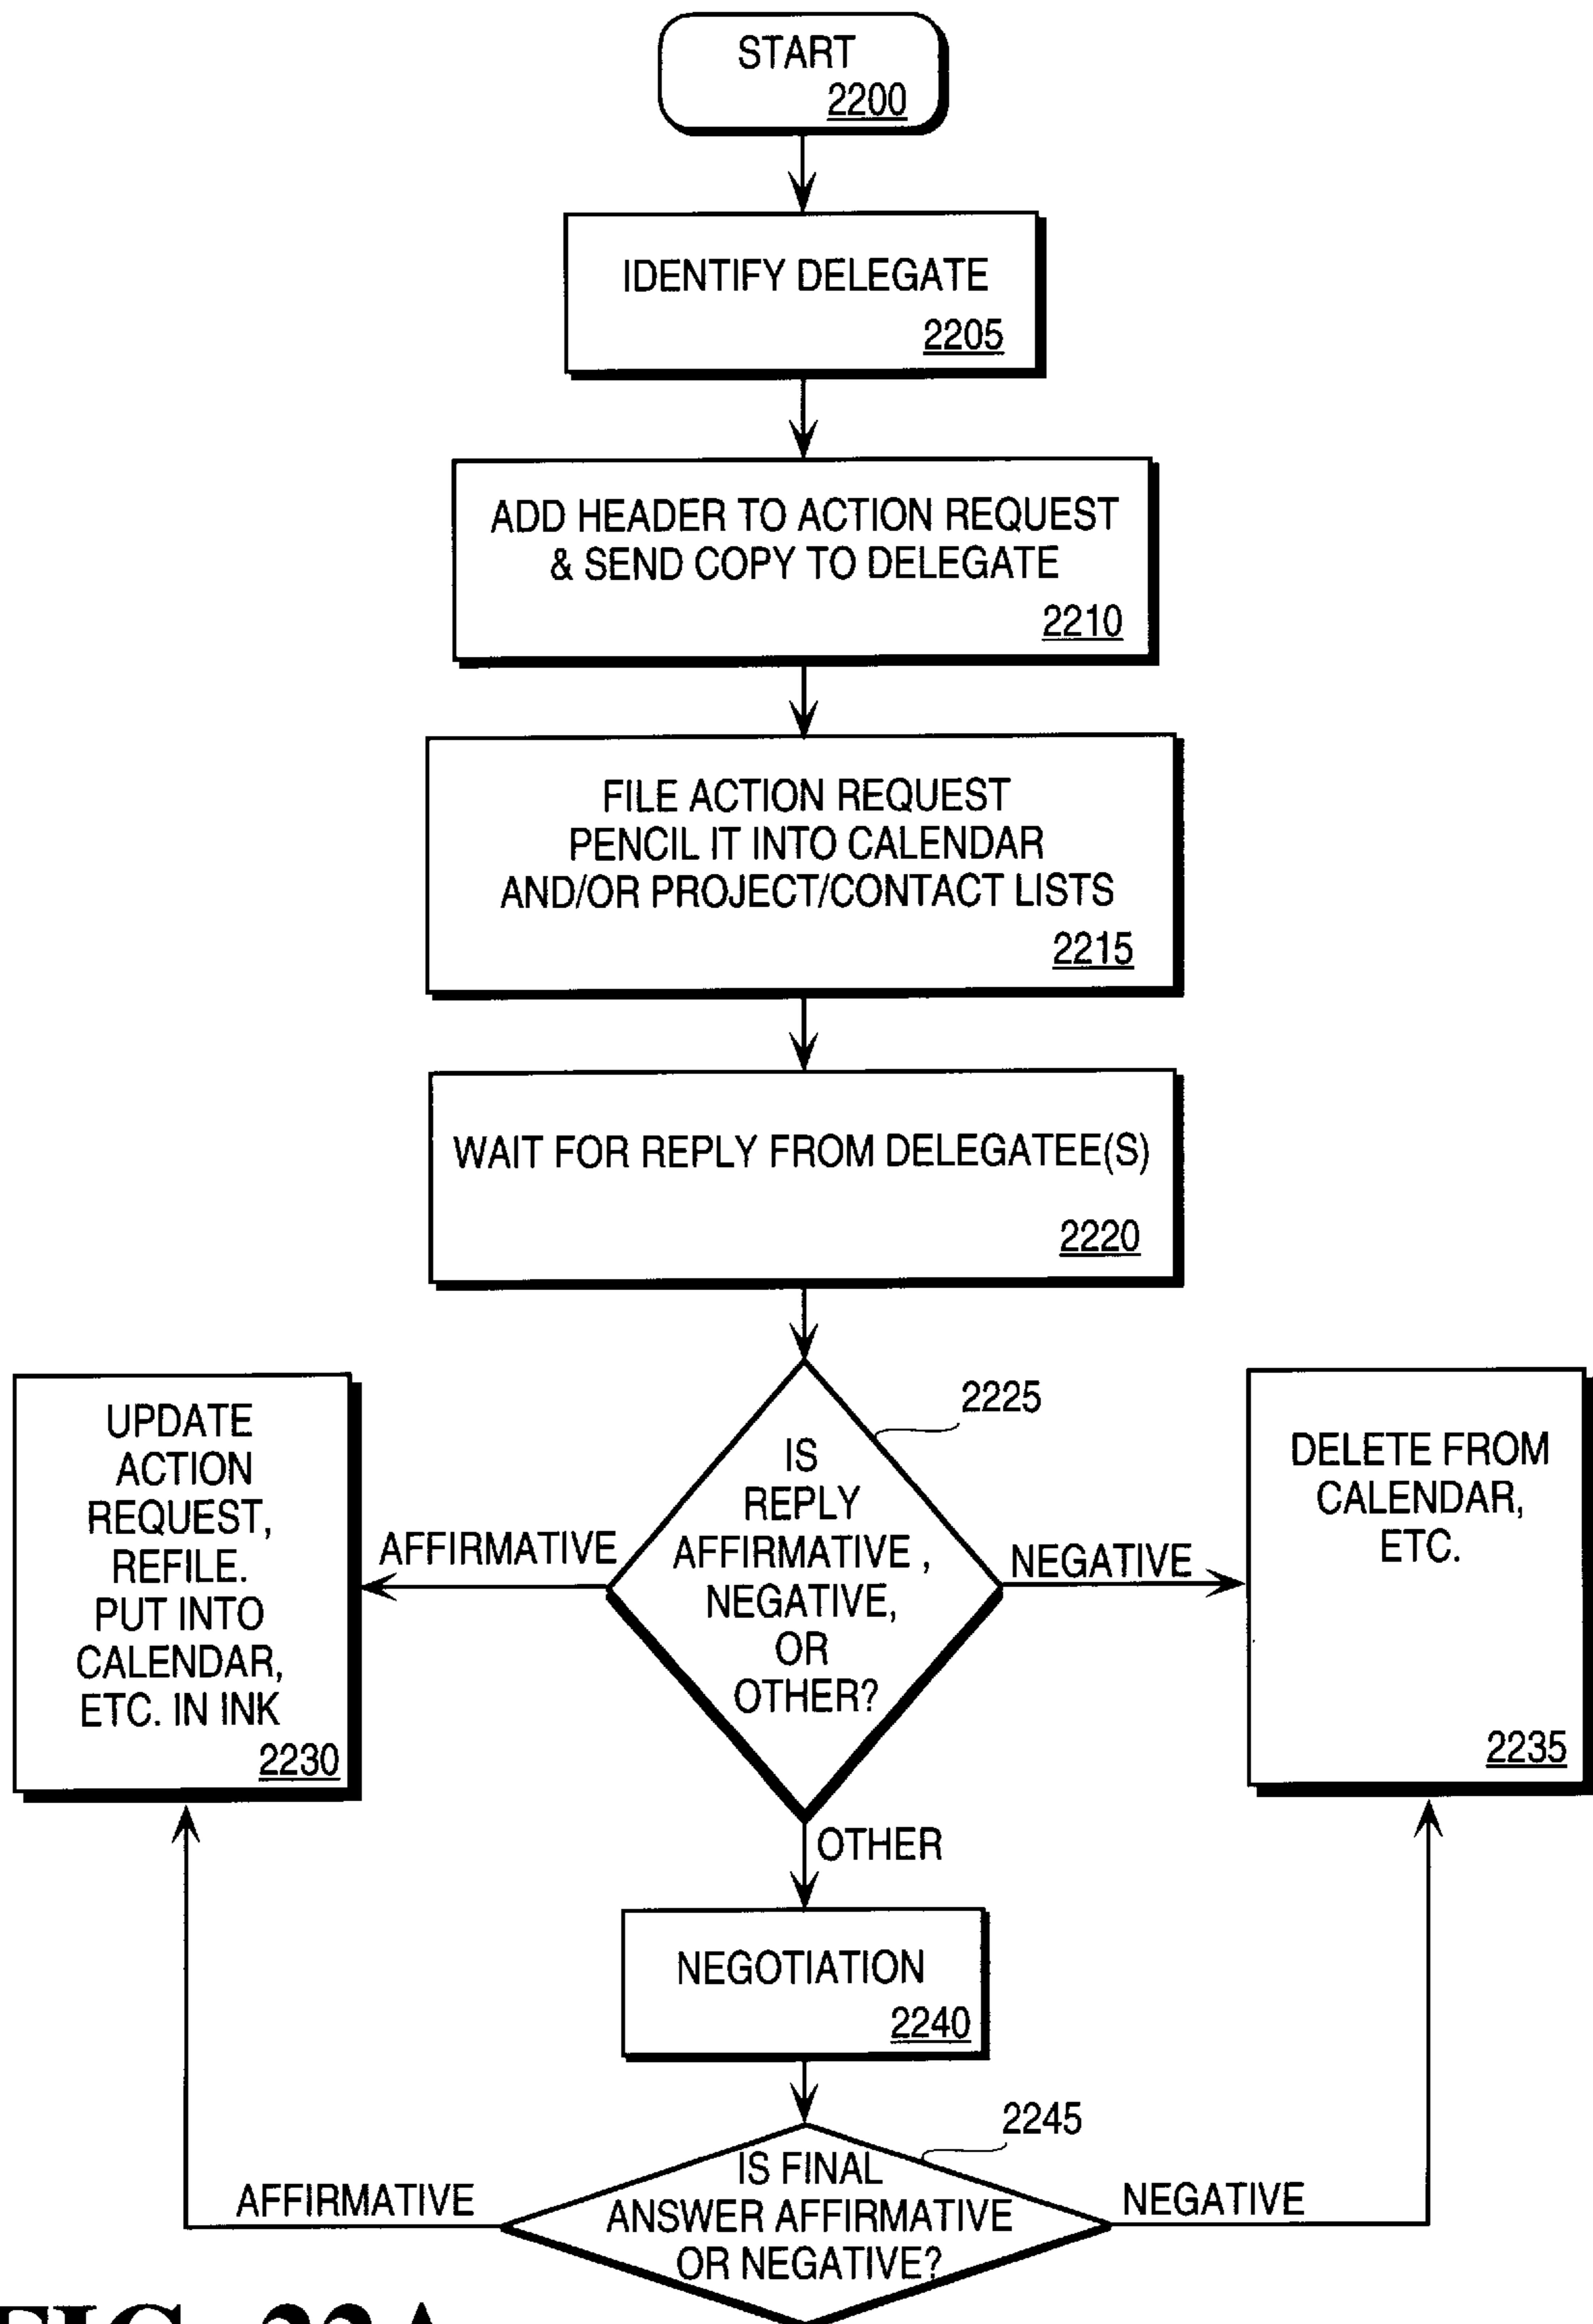 START
2200
IDENTIFY DELEGATE
2205
ADD HEADER TO ACTION REQUEST
& SEND COPY TO DELEGATE
2210
FILE ACTION REQUEST
PENCIL IT INTO CALENDAR
AND/OR PROJECT/CONTACT LISTS
2215
WAIT FOR REPLY FROM DELEGATEE(S)
2220
2225
IS
REPLY
AFFIRMATIVE ,
NEGATIVE,
OR
OTHER?
AFFIRMATIVE
NEGATIVE
UPDATE
ACTION
REQUEST,
REFILE.
PUT INTO
CALENDAR,
ETC. IN INK
2230
DELETE FROM
CALENDAR,
ETC.
2235
OTHER
NEGOTIATION
2240
2245
IS FINAL
ANSWER AFFIRMATIVE
OR NEGATIVE?
AFFIRMATIVE
NEGATIVE